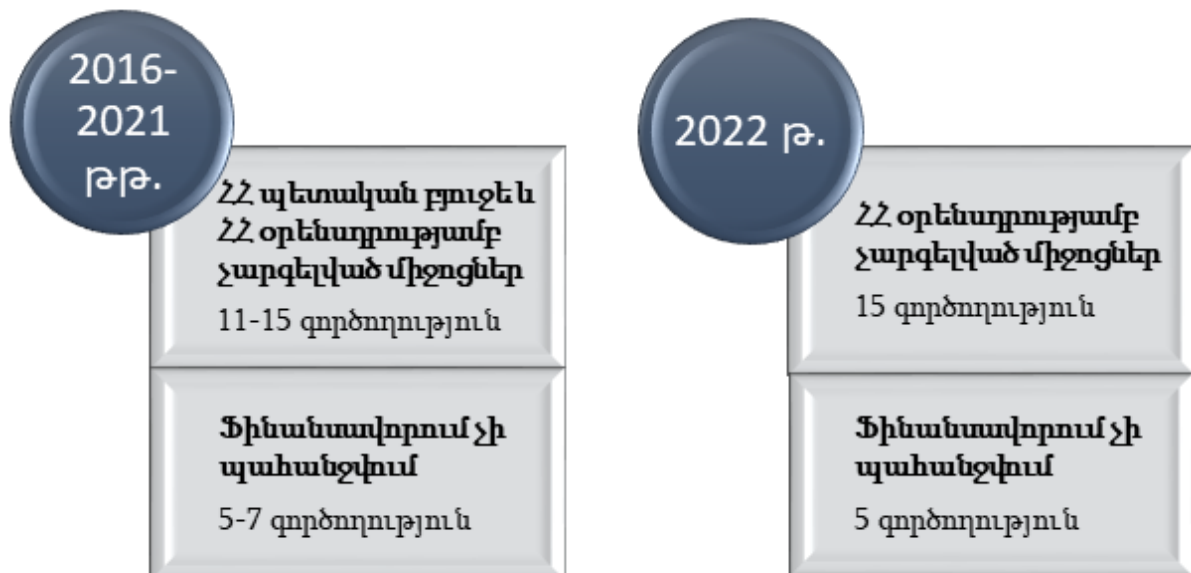 2016-
2021
թթ.
ՀՀ պետական բյուջե և
ՀՀ օրենսդրությամբ
չարգելված միջոցներ
11-15 գործողություն
Ֆինանսավորում չի
պահանջվում
5-7 գործողություն
2022 թ.
ՀՀ օրենսդրությամբ
չարգելված միջոցներ
15 գործողություն
Ֆինանսավորում չի
պահանջվում
5 գործողություն